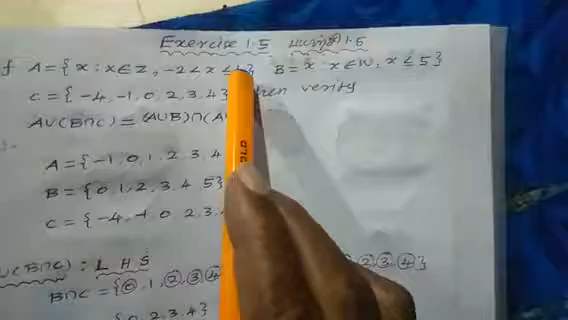 Exercise 1.5
f A = {x : x ∈ Z, -2 < x ≤ } B = x x ∈ W, x ≤ 5}
C = {-4, -1, 0, 2, 3, 4} then verify
A∪(B∩C) = (A∪B)∩(A
A = {-1, 0, 1, 2, 3, 4
B = {0, 1, 2, 3, 4, 5}
C = {-4, -1 0 2 3
∪(B∩C) : L H S
B∩C = {⓪, 1, ②, ③ ④ ② ③, ④}
0, 2, 3, 4}